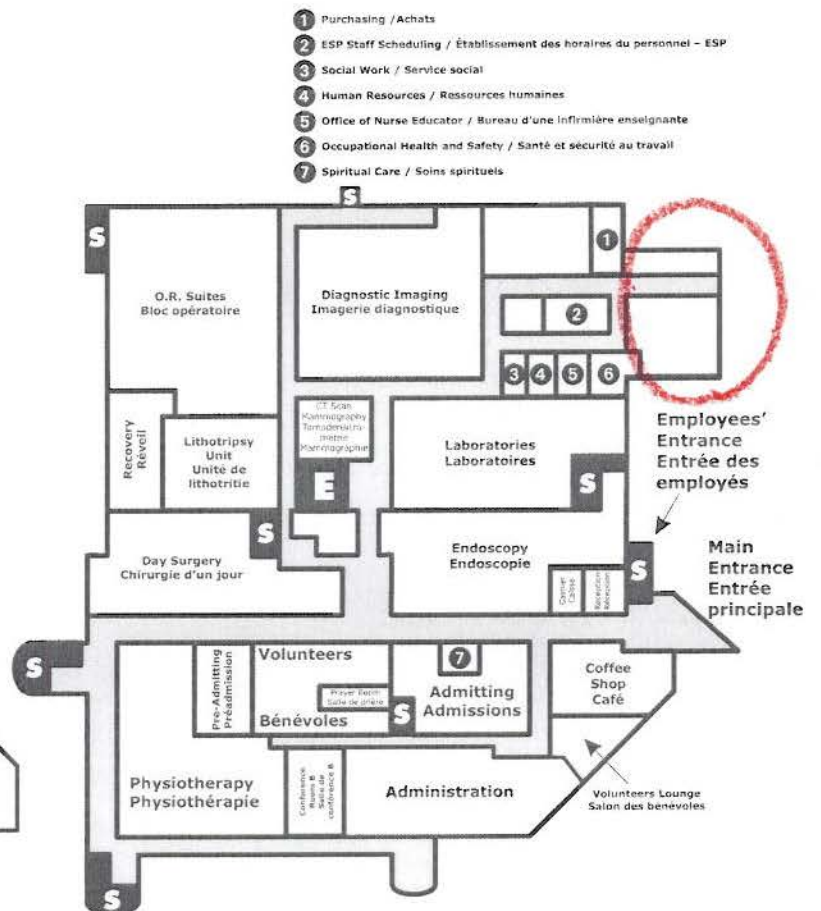 1 Purchasing /Achats
2 ESP Staff Scheduling / Établissement des horaires du personnel – ESP
3 Social Work / Service social
4 Human Resources / Ressources humaines
5 Office of Nurse Educator / Bureau d'une infirmière enseignante
6 Occupational Health and Safety / Santé et sécurité au travail
7 Spiritual Care / Soins spirituels
S
S
1
O.R. Suites
Bloc opératoire
Diagnostic Imaging
Imagerie diagnostique
2
3 4 5 6
Recovery
Réveil
Lithotripsy
Unit
Unité de
lithotritie
CT Scan
Mammography
Mammographie
E
Laboratories
Laboratoires
S
Employees'
Entrance
Entrée des
employés
S
Day Surgery
Chirurgie d'un jour
Endoscopy
Endoscopie
Caisse
Reception
Réception
S
Main
Entrance
Entrée
principale
S
Pre-Admitting
Préadmission
Volunteers
Prayer Room
Salle de prière
Bénévoles
S
7
Admitting
Admissions
Coffee
Shop
Café
Physiotherapy
Physiothérapie
Conference
Room B
Salle de
conférence B
Administration
Volunteers Lounge
Salon des bénévoles
S